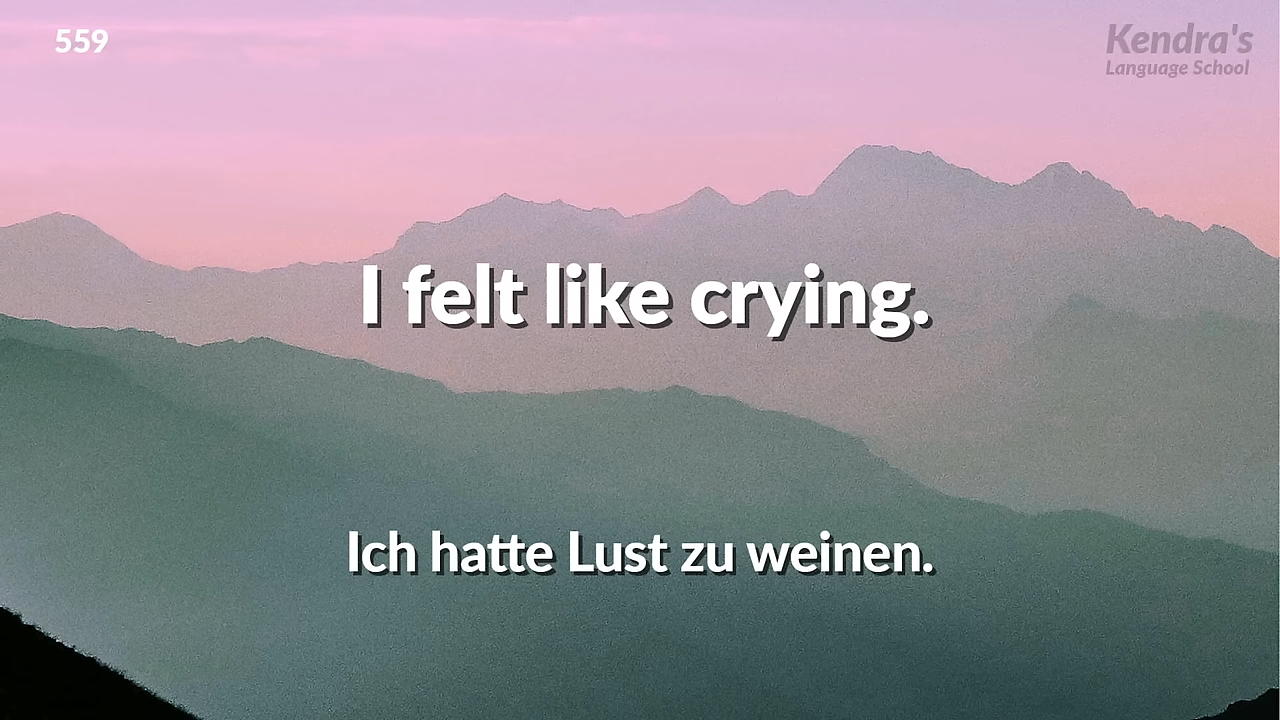 559
Kendra's
Language School
I felt like crying.
Ich hatte Lust zu weinen.